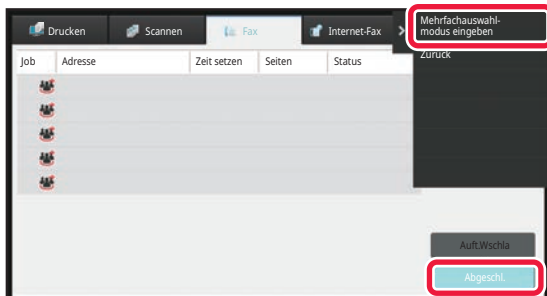 Drucken
Scannen
Fax
Internet-Fax
Mehrfachauswahl-
modus eingeben
Zurück
Job
Adresse
Zeit setzen
Seiten
Status
Auft.Wschla
Abgeschl.